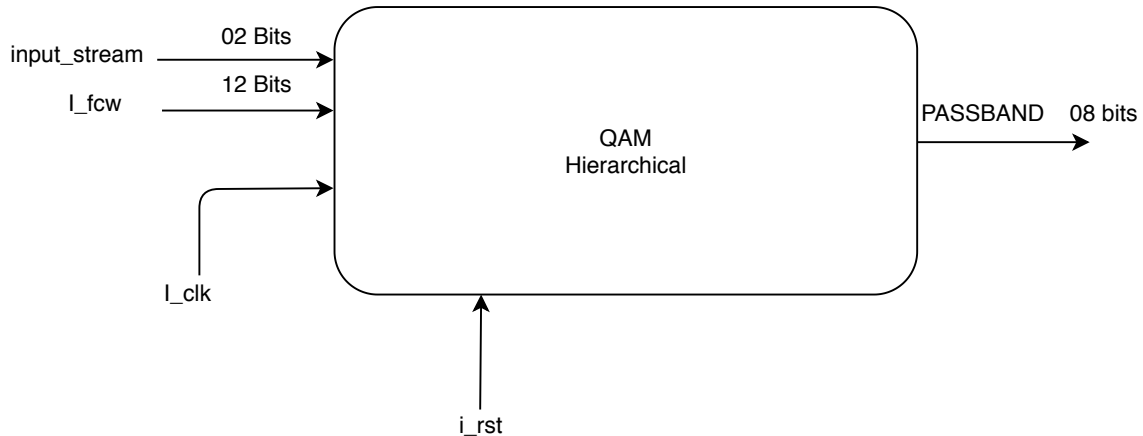 02 Bits
input_stream
12 Bits
I_fcw
PASSBAND 08 bits
QAM
Hierarchical
I_clk
i_rst